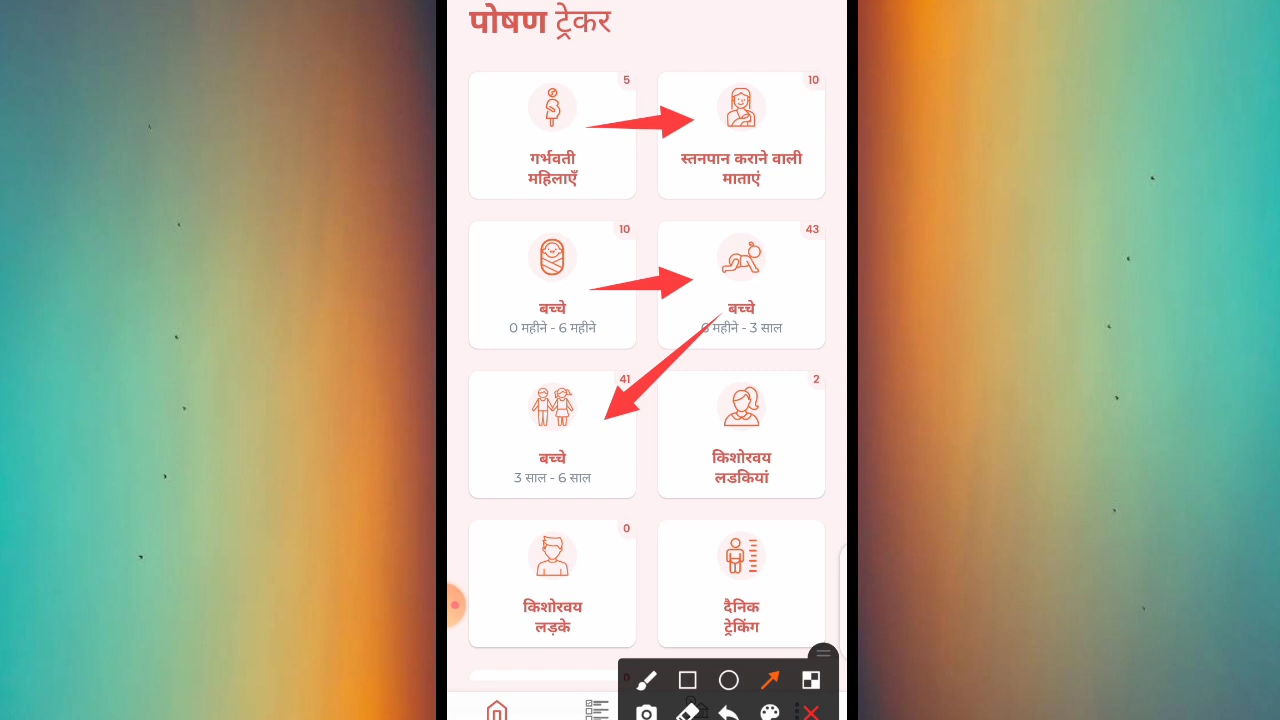 पोषण ट्रेकर
5
गर्भवती
महिलाएँ
10
स्तनपान कराने वाली
माताएं
10
बच्चे
0 महीने - 6 महीने
43
बच्चे
महीने - 3 साल
41
बच्चे
3 साल - 6 साल
2
किशोरवय
लडकियां
0
किशोरवय
लड़के
दैनिक
ट्रेकिंग
0